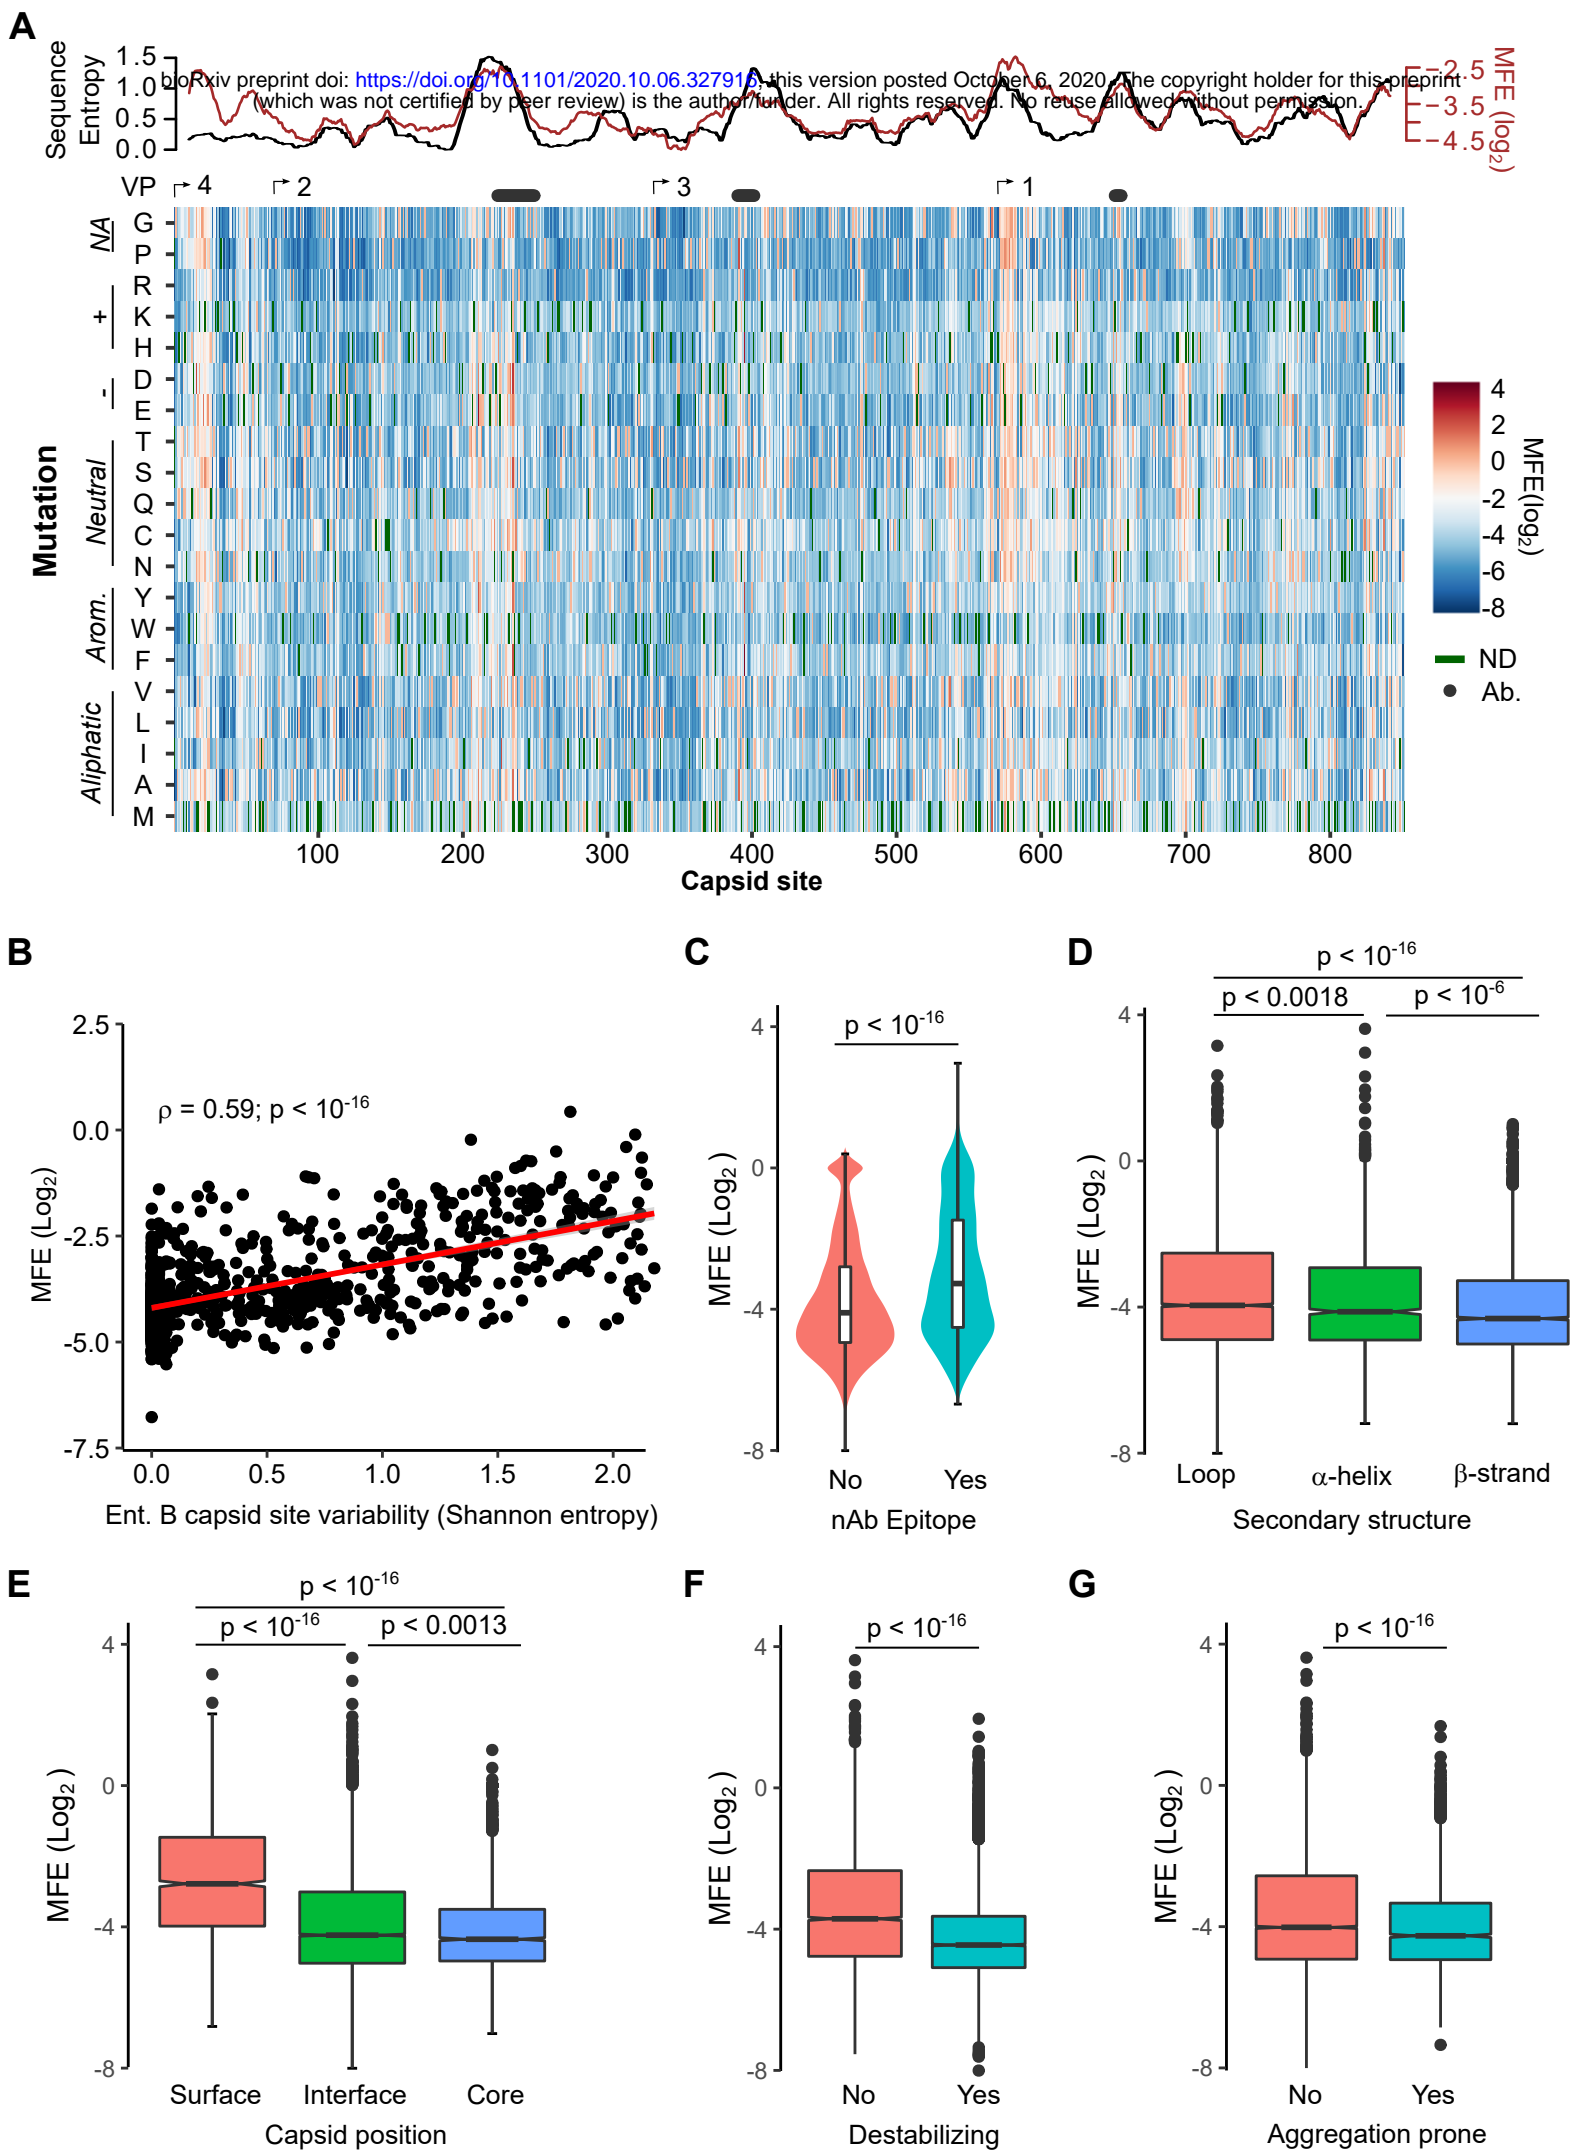 A
Sequence
Entropy
1.5
1.0
0.5
0.0
bioRxiv preprint doi: https://doi.org/10.1101/2020.10.06.327916; this version posted October 6, 2020. The copyright holder for this preprint
(which was not certified by peer review) is the author/funder. All rights reserved. No reuse allowed without permission.
−2.5
−3.5
−4.5
MFE (log2)
VP 4 2 3 1
Mutation
NA
+
-
Neutral
Arom.
Aliphatic
G
P
R
K
H
D
E
T
S
Q
C
N
Y
W
F
V
L
I
A
M
100 200 300 400 500 600 700 800
Capsid site
4
2
0
-2
-4
-6
-8
MFE(log2)
ND
Ab.
B
ρ = 0.59; p < 10-16
MFE (Log2)
2.5
0.0
-2.5
-5.0
-7.5
0.0 0.5 1.0 1.5 2.0
Ent. B capsid site variability (Shannon entropy)
C
p < 10-16
MFE (Log2 )
4
0
-4
-8
No Yes
nAb Epitope
D
p < 10-16
p < 0.0018 p < 10-6
MFE (Log2 )
4
0
-4
-8
Loop α-helix β-strand
Secondary structure
E
p < 10-16
p < 10-16 p < 0.0013
MFE (Log2 )
4
0
-4
-8
Surface Interface Core
Capsid position
F
p < 10-16
MFE (Log2 )
4
0
-4
-8
No Yes
Destabilizing
G
p < 10-16
MFE (Log2 )
4
0
-4
-8
No Yes
Aggregation prone